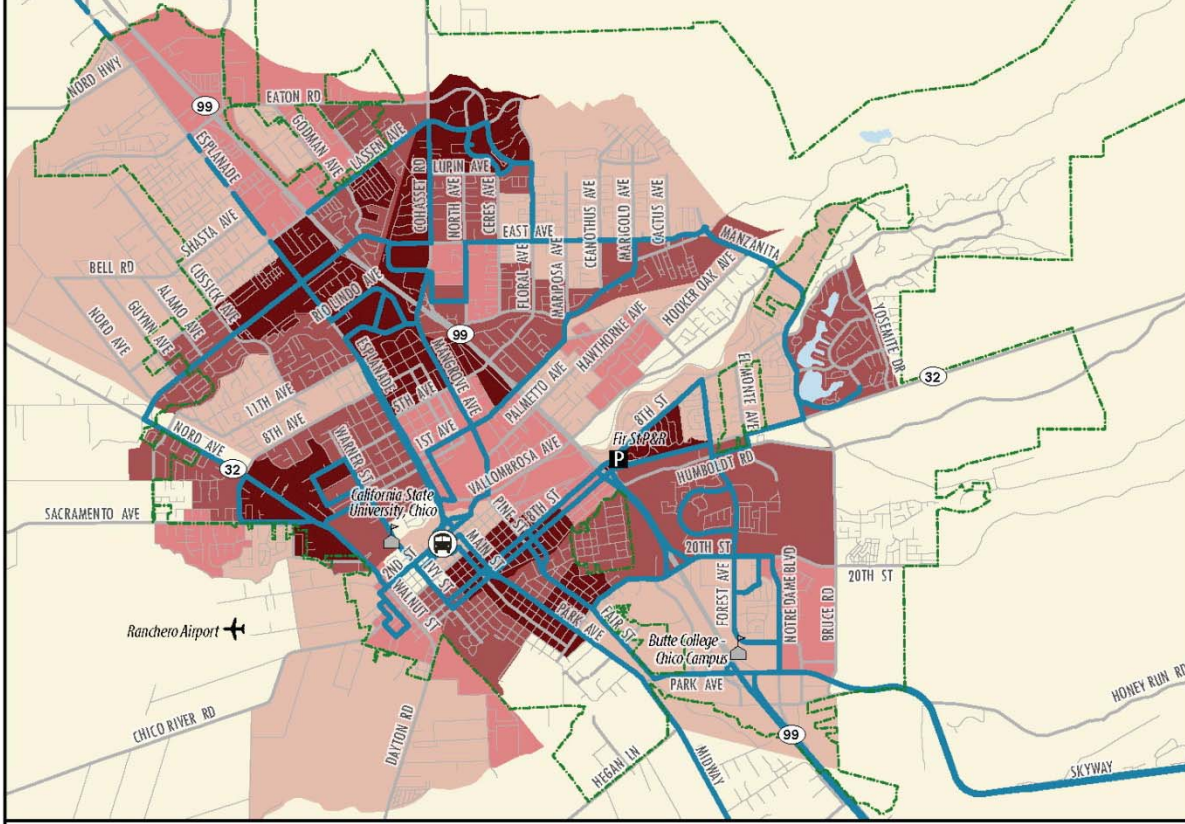 NORD HWY
99
EATON RD
ESPLANADE
GODMAN AVE
LASSEN AVE
COHASSET RD
LUPIN AVE
NORTH AVE
CERES AVE
EAST AVE
FLORAL AVE
MARIPOSA AVE
CEANOTHUS AVE
MARIGOLD AVE
CACTUS AVE
MANZANITA
SHASTA AVE
BELL RD
CUSSICK AVE
ALAMO AVE
GUYNN AVE
NORD AVE
RIO LINDO AVE
HOOKER OAK AVE
YOSEMITE DR
99
ESPLANADE
MANGROVE AVE
HAWTHORNE AVE
PALMETTO AVE
EL MONTE AVE
32
11TH AVE
5TH AVE
8TH AVE
1ST AVE
NORD AVE
WARNER ST
8TH ST
Fir St P&R
P
32
VALLOMBROSA AVE
HUMBOLDT RD
California State
University-Chico
PINE ST
8TH ST
SACRAMENTO AVE
MAIN ST
2ND ST
IVY ST
WALNUT ST
20TH ST
20TH ST
FOREST AVE
NOTRE DAME BLVD
BRUCE RD
PARK AVE
FAIR ST
Ranchero Airport
Butte College -
Chico Campus
PARK AVE
HONEY RUN RD
CHICO RIVER RD
DAYTON RD
99
HEGAN LN
MIDWAY
SKYWAY